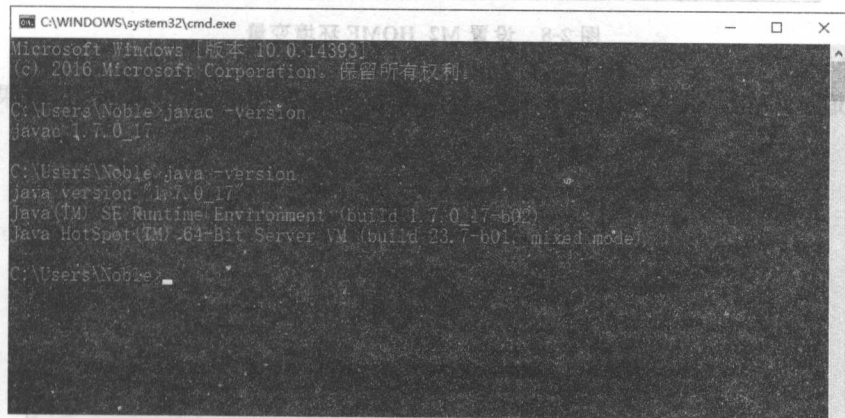 C:\WINDOWS\system32\cmd.exe
Microsoft Windows [版本 10.0.14393]
(c) 2016 Microsoft Corporation。保留所有权利。
C:\Users\Noble>javac -version
javac 1.7.0_17
C:\Users\Noble>java -version
java version "1.7.0_17"
Java(TM) SE Runtime Environment (build 1.7.0_17-b02)
Java HotSpot(TM) 64-Bit Server VM (build 23.7-b01, mixed mode)
C:\Users\Noble>